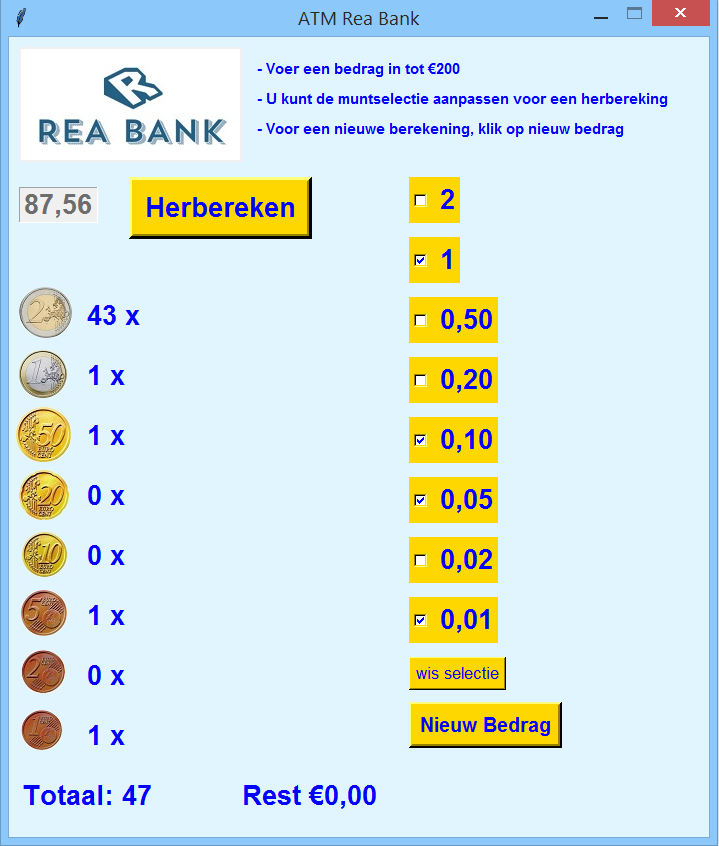 ATM Rea Bank
REA BANK
- Voer een bedrag in tot €200
- U kunt de muntselectie aanpassen voor een herbereking
- Voor een nieuwe berekening, klik op nieuw bedrag
87,56
Herbereken
2
1
0,50
0,20
0,10
0,05
0,02
0,01
43 x
1 x
1 x
0 x
0 x
1 x
0 x
1 x
wis selectie
Nieuw Bedrag
Totaal: 47
Rest €0,00